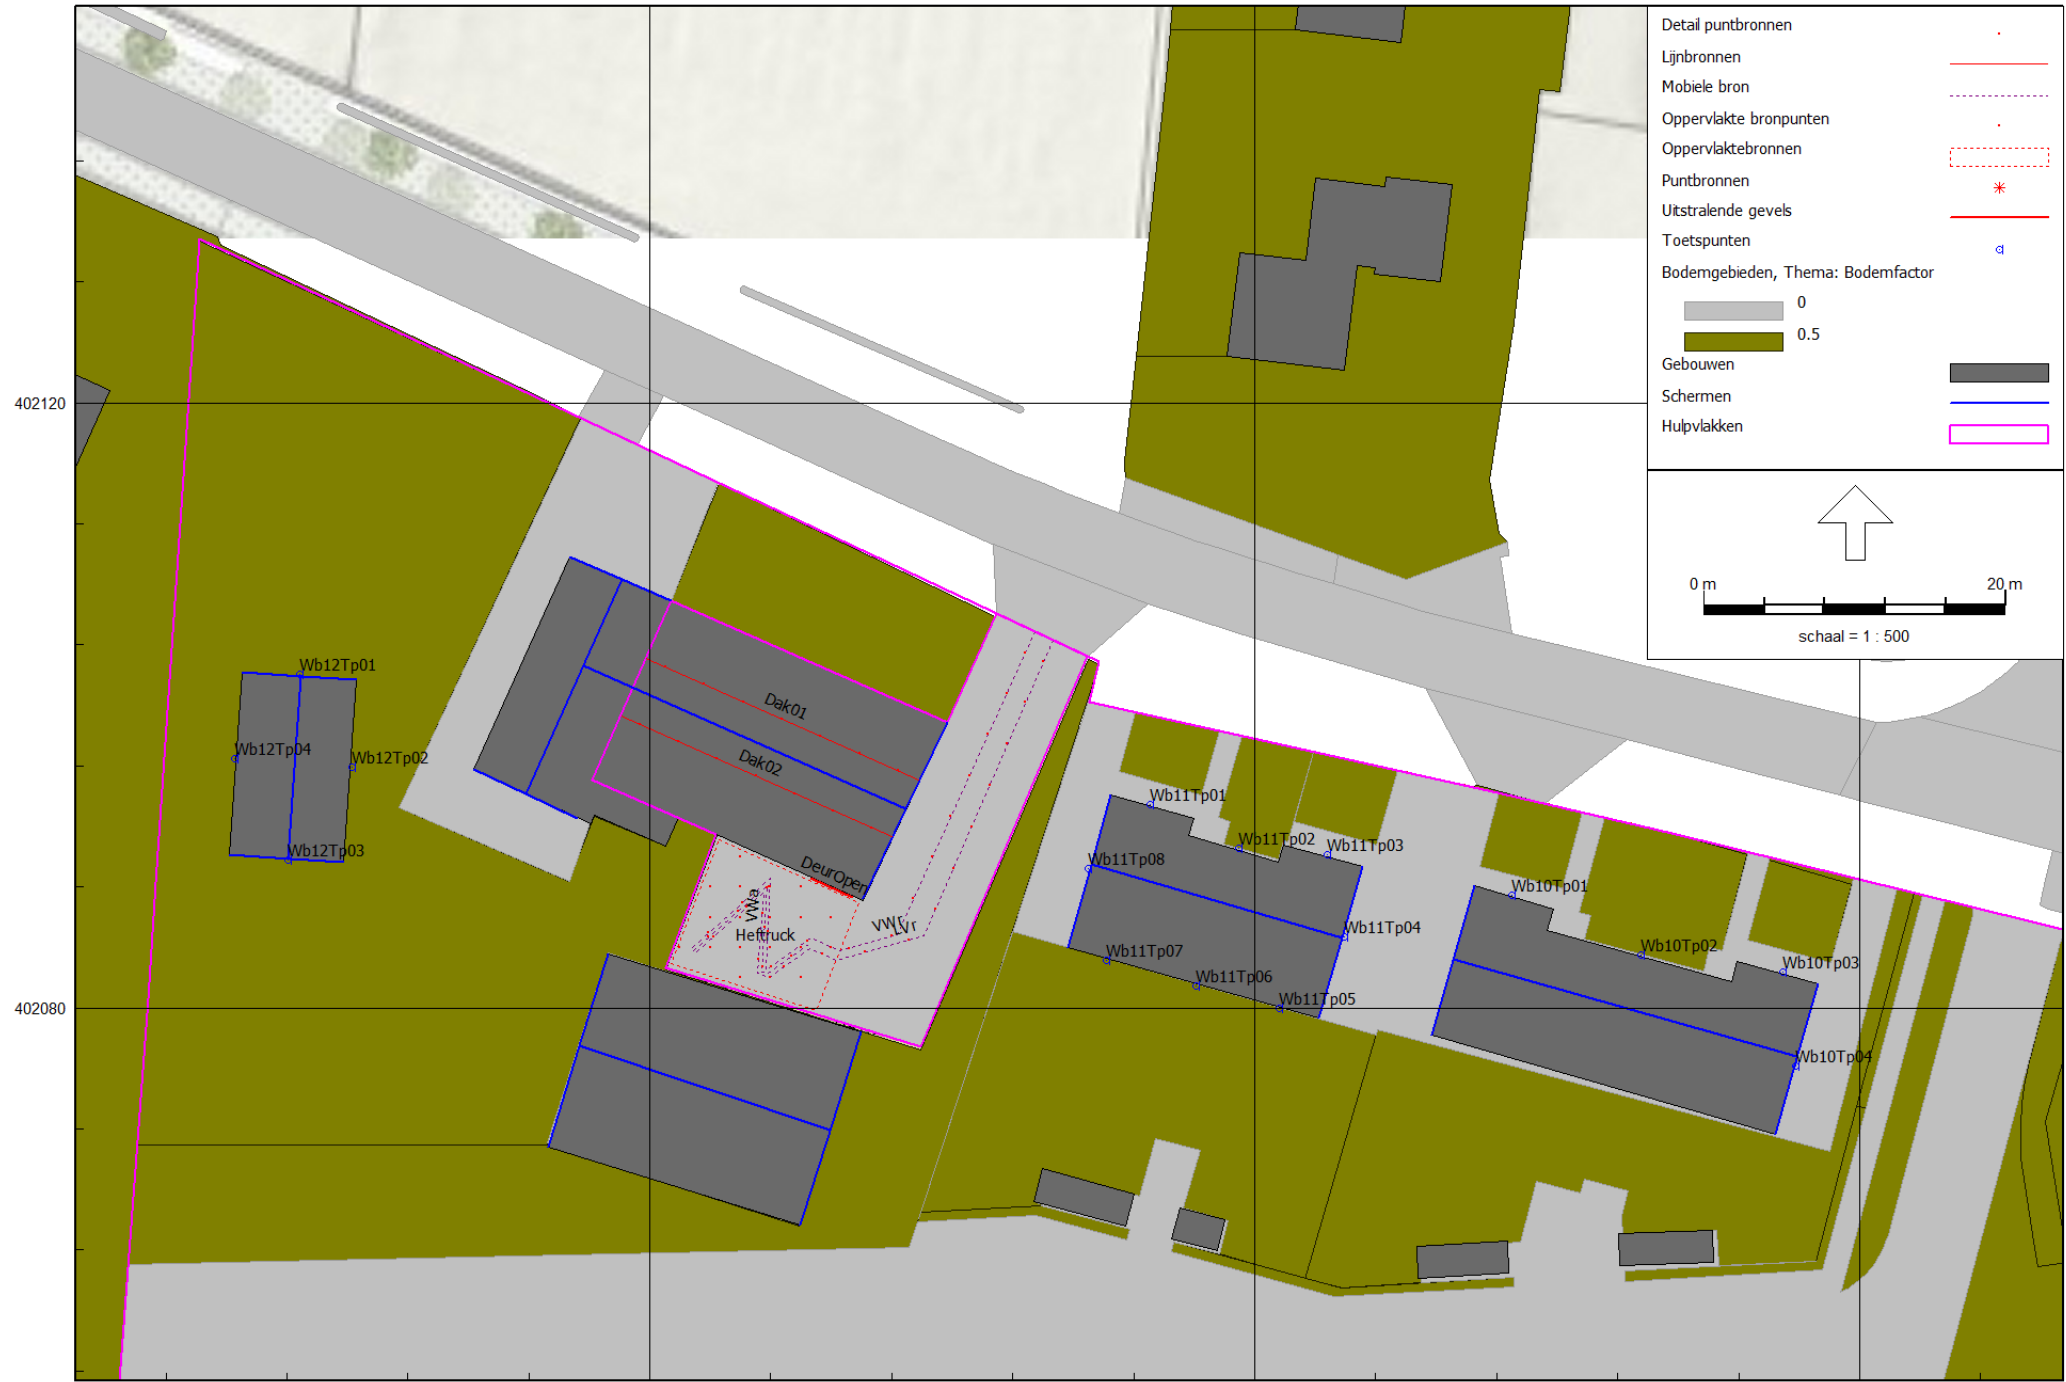 Detail puntbronnen
Lijnbronnen
Mobiele bron
Oppervlakte bronpunten
Oppervlaktebronnen
Puntbronnen
Uitstralende gevels
Toetspunten
Bodemgebieden, Thema: Bodemfactor
0
0.5
Gebouwen
Schermen
Hulpvlakken
0 m 20 m
schaal = 1 : 500
402120
402080
Wb12Tp01
Wb12Tp04
Wb12Tp02
Wb12Tp03
Dak01
Dak02
DeurOpen
VWa
Heftruck
VWr
LVr
Wb11Tp01
Wb11Tp02
Wb11Tp03
Wb11Tp08
Wb11Tp04
Wb11Tp07
Wb11Tp06
Wb11Tp05
Wb10Tp01
Wb10Tp02
Wb10Tp03
Wb10Tp04